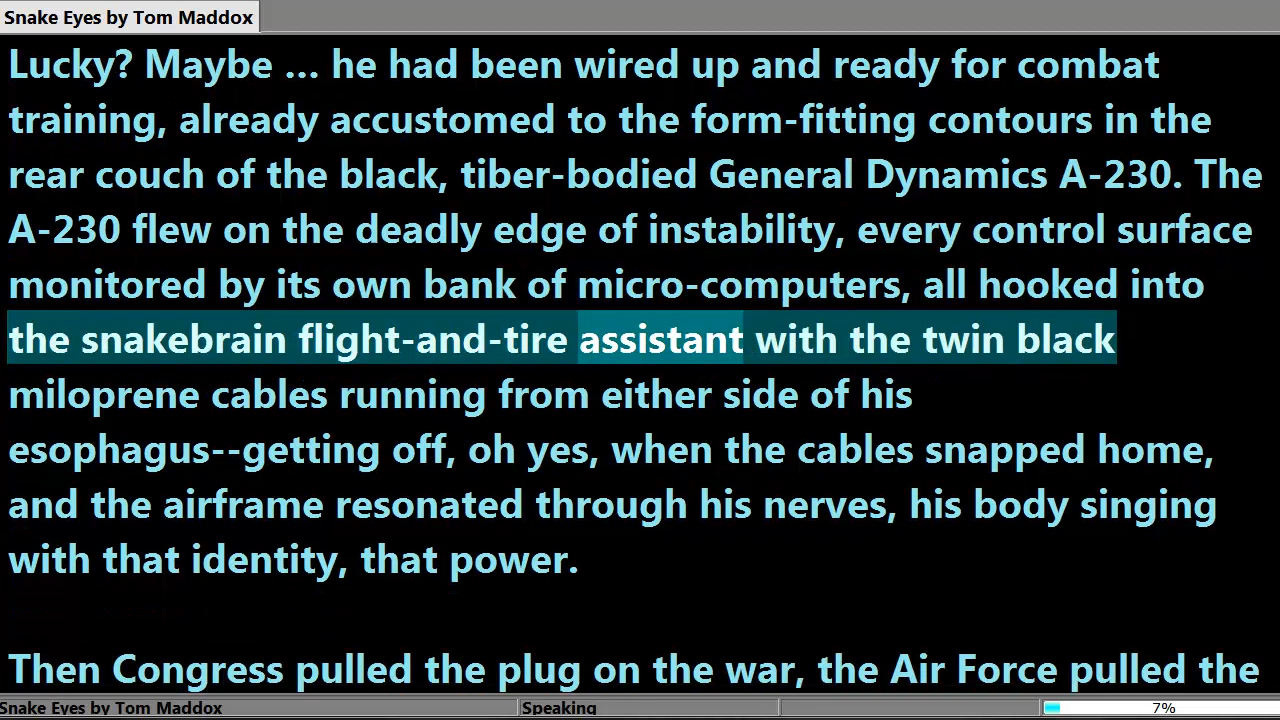 Snake Eyes by Tom Maddox
Lucky? Maybe … he had been wired up and ready for combat
training, already accustomed to the form-fitting contours in the
rear couch of the black, tiber-bodied General Dynamics A-230. The
A-230 flew on the deadly edge of instability, every control surface
monitored by its own bank of micro-computers, all hooked into
the snakebrain flight-and-tire assistant with the twin black
miloprene cables running from either side of his
esophagus--getting off, oh yes, when the cables snapped home,
and the airframe resonated through his nerves, his body singing
with that identity, that power.
Then Congress pulled the plug on the war, the Air Force pulled the
Snake Eyes by Tom Maddox
Speaking
7%